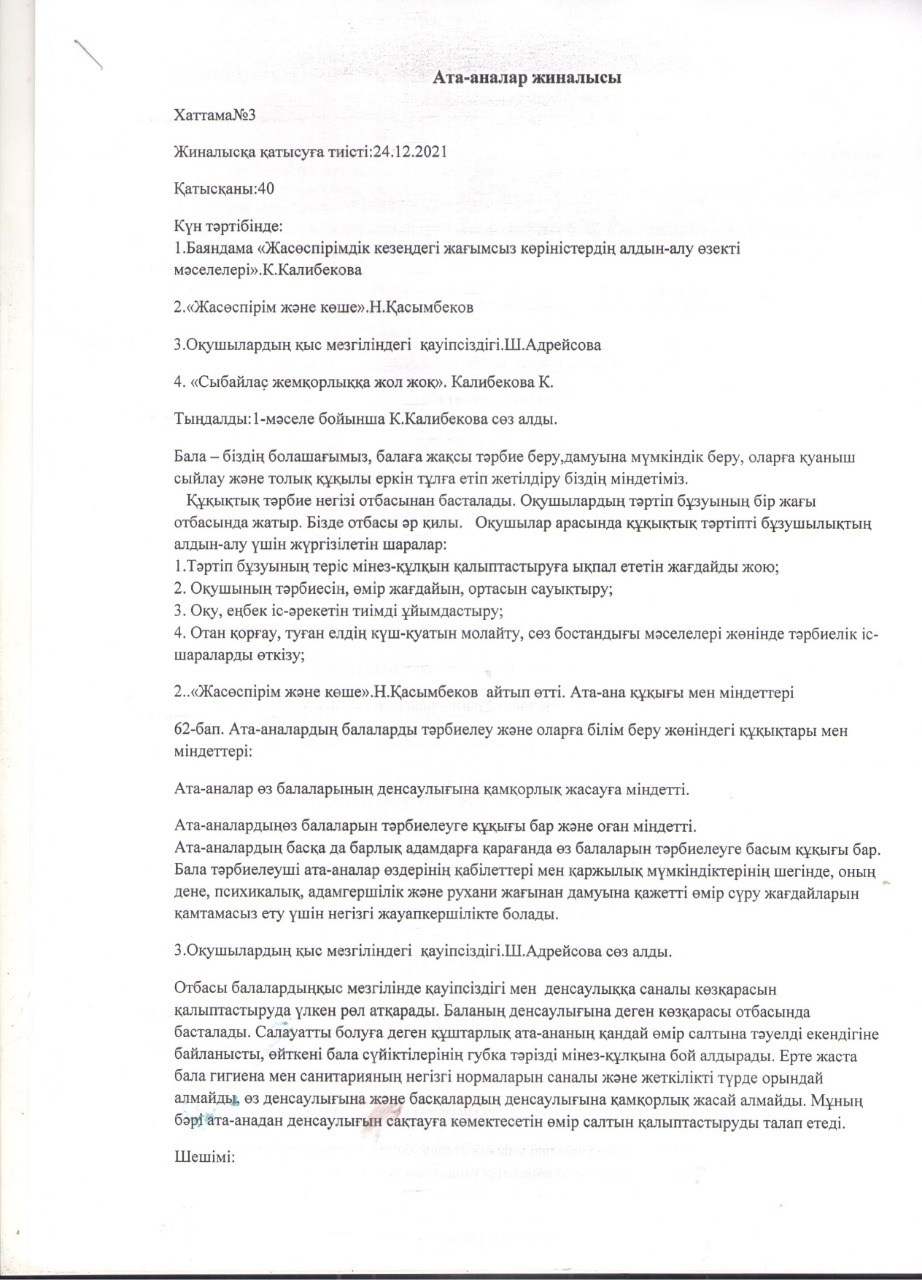 Ата-аналар жиналысы
Хаттама№3
Жиналысқа қатысуға тиісті:24.12.2021
Қатысқаны:40
Күн тәртібінде:
1.Баяндама «Жасөспірімдік кезеңдегі жағымсыз көріністердің алдын-алу өзекті
мәселелері».К.Калибекова
2.«Жасөспірім және көше».Н.Қасымбеков
3.Оқушылардың қыс мезгіліндегі  қауіпсіздігі.Ш.Адрейсова
4. «Сыбайлас жемқорлыққа жол жоқ». Калибекова К.
Тыңдалды:1-мәселе бойынша К.Калибекова сөз алды.
Бала – біздің болашағымыз, балаға жақсы тәрбие беру,дамуына мүмкіндік беру, оларға қуаныш
сыйлау және толық құқылы еркін тұлға етіп жетілдіру біздің міндетіміз.
Құқықтық тәрбие негізі отбасынан басталады. Оқушылардың тәртіп бұзуының бір жағы
отбасында жатыр. Бізде отбасы әр қилы.   Оқушылар арасында құқықтық тәртіпті бұзушылықтың
алдын-алу үшін жүргізілетін шаралар:
1.Тәртіп бұзуының теріс мінез-құлқын қалыптастыруға ықпал ететін жағдайды жою;
2. Оқушының тәрбиесін, өмір жағдайын, ортасын сауықтыру;
3. Оқу, еңбек іс-әрекетін тиімді ұйымдастыру;
4. Отан қорғау, туған елдің күш-қуатын молайту, сөз бостандығы мәселелері жөнінде тәрбиелік іс-
шараларды өткізу;
2..«Жасөспірім және көше».Н.Қасымбеков  айтып өтті. Ата-ана құқығы мен міндеттері
62-бап. Ата-аналардың балаларды тәрбиелеу және оларға білім беру жөніндегі құқықтары мен
міндеттері:
Ата-аналар өз балаларының денсаулығына қамқорлық жасауға міндетті.
Ата-аналардыңөз балаларын тәрбиелеуге құқығы бар және оған міндетті.
Ата-аналардың басқа да барлық адамдарға қарағанда өз балаларын тәрбиелеуге басым құқығы бар.
Бала тәрбиелеуші ата-аналар өздерінің қабілеттері мен қаржылық мүмкіндіктерінің шегінде, оның
дене, психикалық, адамгершілік және рухани жағынан дамуына қажетті өмір сүру жағдайларын
қамтамасыз ету үшін негізгі жауапкершілікте болады.
3.Оқушылардың қыс мезгіліндегі  қауіпсіздігі.Ш.Адрейсова сөз алды.
Отбасы балалардыңқыс мезгілінде қауіпсіздігі мен  денсаулыққа саналы көзқарасын
қалыптастыруда үлкен рөл атқарады. Баланың денсаулығына деген көзқарасы отбасында
басталады. Салауатты болуға деген құштарлық ата-ананың қандай өмір салтына тәуелді екендігіне
байланысты, өйткені бала сүйіктілерінің губка тәрізді мінез-құлқына бой алдырады. Ерте жаста
бала гигиена мен санитарияның негізгі нормаларын саналы және жеткілікті түрде орындай
алмайды, өз денсаулығына және басқалардың денсаулығына қамқорлық жасай алмайды. Мұның
бәрі ата-анадан денсаулығын сақтауға көмектесетін өмір салтын қалыптастыруды талап етеді.
Шешімі: